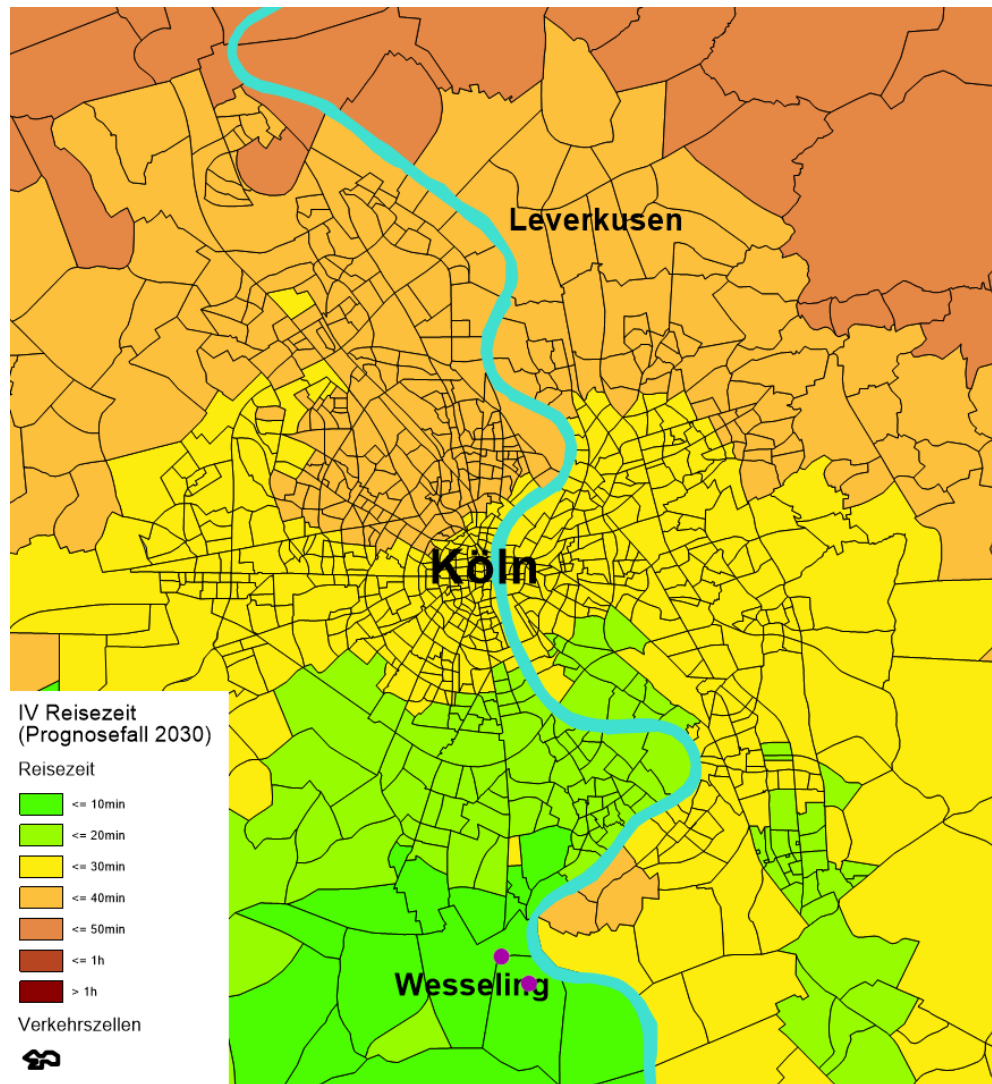 Leverkusen
Köln
Wesseling
IV Reisezeit
(Prognosefall 2030)
Reisezeit
<= 10min
<= 20min
<= 30min
<= 40min
<= 50min
<= 1h
> 1h
Verkehrszellen